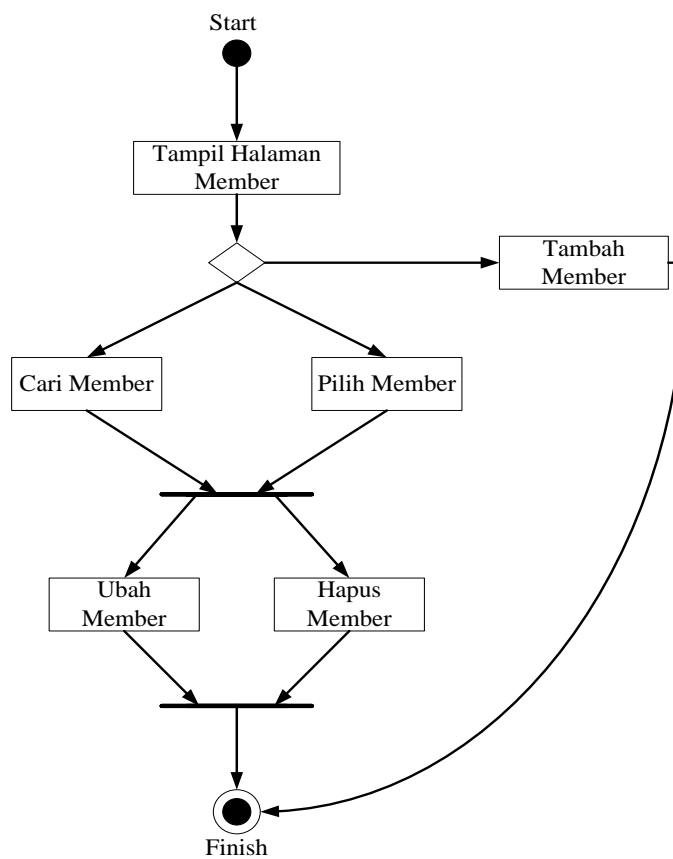 Start
Tampil Halaman
Member
Tambah
Member
Cari Member
Pilih Member
Ubah
Member
Hapus
Member
Finish